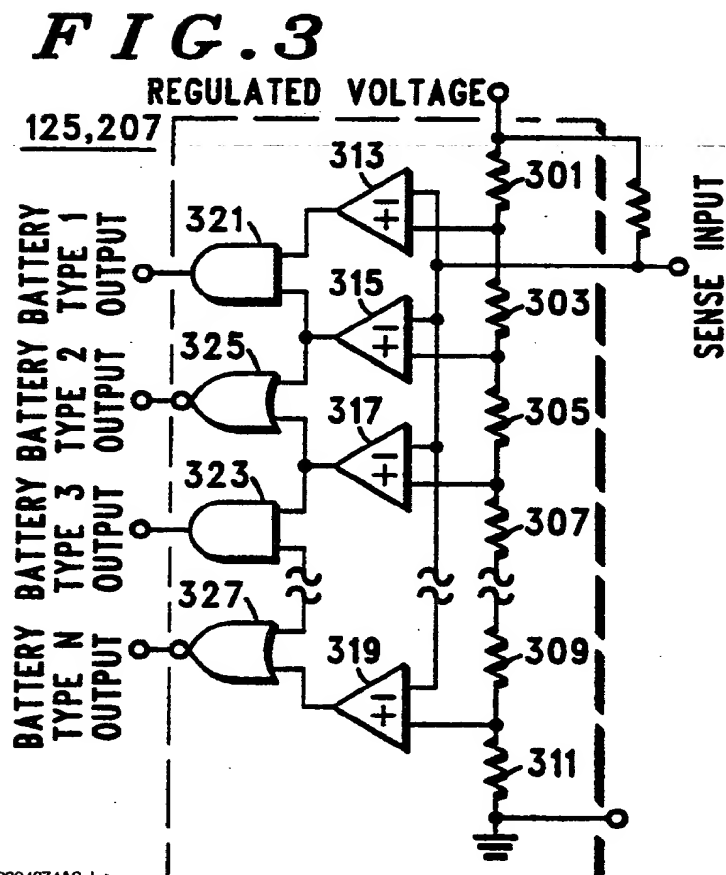 FIG.3
REGULATED VOLTAGE
125,207
313
301
321
BATTERY TYPE 1 OUTPUT
SENSE INPUT
315
303
325
BATTERY TYPE 2 OUTPUT
317
305
323
BATTERY TYPE 3 OUTPUT
307
327
BATTERY TYPE N OUTPUT
319
309
311